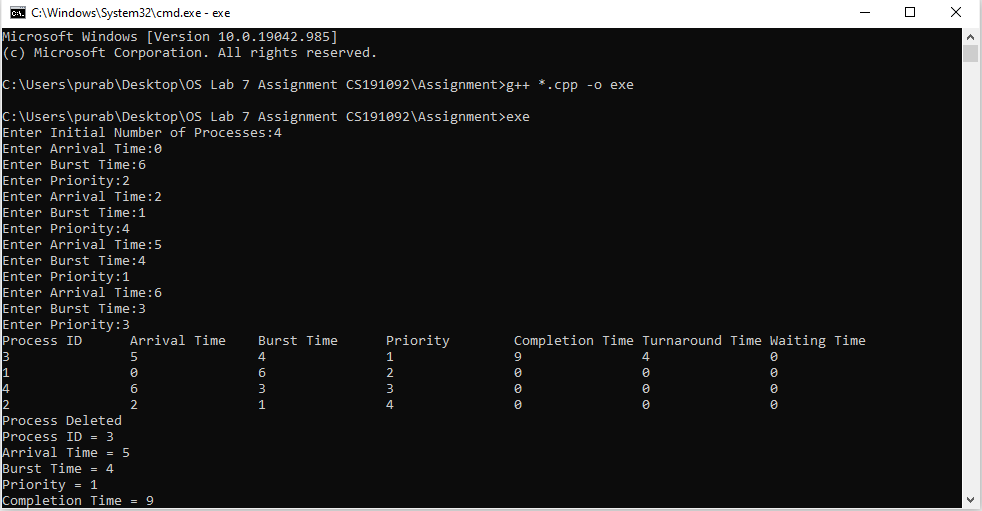 C:\Windows\System32\cmd.exe - exe
Microsoft Windows [Version 10.0.19042.985]
(c) Microsoft Corporation. All rights reserved.
C:\Users\purab\Desktop\OS Lab 7 Assignment CS191092\Assignment>g++ *.cpp -o exe
C:\Users\purab\Desktop\OS Lab 7 Assignment CS191092\Assignment>exe
Enter Initial Number of Processes:4
Enter Arrival Time:0
Enter Burst Time:6
Enter Priority:2
Enter Arrival Time:2
Enter Burst Time:1
Enter Priority:4
Enter Arrival Time:5
Enter Burst Time:4
Enter Priority:1
Enter Arrival Time:6
Enter Burst Time:3
Enter Priority:3
Process ID Arrival Time Burst Time Priority Completion Time Turnaround Time Waiting Time
3 5 4 1 9 4 0
1 0 6 2 0 0 0
4 6 3 3 0 0 0
2 2 1 4 0 0 0
Process Deleted
Process ID = 3
Arrival Time = 5
Burst Time = 4
Priority = 1
Completion Time = 9